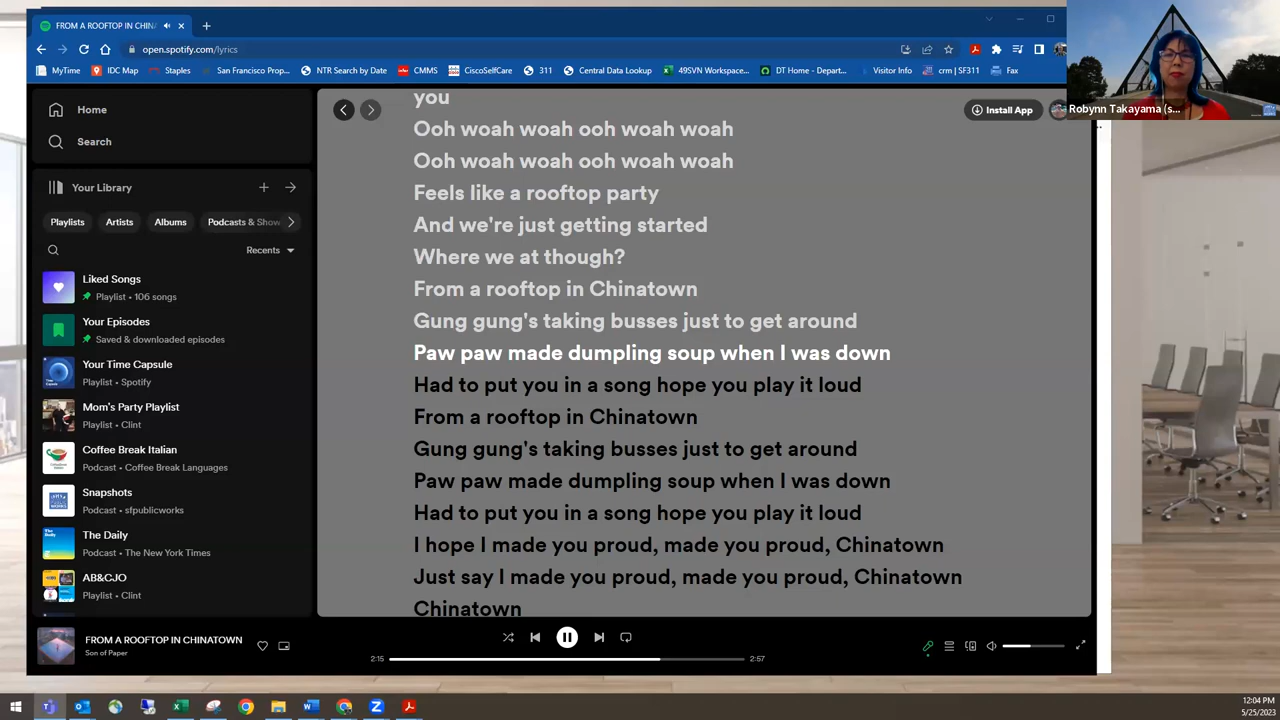 FROM A ROOFTOP IN CHIN
open.spotify.com/lyrics
MyTime
IDC Map
Staples
San Francisco Prop...
NTR Search by Date
CMMS
CiscoSelfCare
311
Central Data Lookup
49SVN Workspace...
DT Home - Depart...
Visitor Info
crm | SF311
Fax
Robynn Takayama (s...
Home
Search
Install App
Your Library
Playlists
Artists
Albums
Podcasts & Show
Recents
Liked Songs
Playlist • 106 songs
Your Episodes
Saved & downloaded episodes
Your Time Capsule
Playlist • Spotify
Mom's Party Playlist
Playlist • Clint
Coffee Break Italian
Podcast • Coffee Break Languages
Snapshots
Podcast • sfpublicworks
The Daily
Podcast • The New York Times
AB&CJO
Playlist • Clint
you
Ooh woah woah ooh woah woah
Ooh woah woah ooh woah woah
Feels like a rooftop party
And we're just getting started
Where we at though?
From a rooftop in Chinatown
Gung gung's taking busses just to get around
Paw paw made dumpling soup when I was down
Had to put you in a song hope you play it loud
From a rooftop in Chinatown
Gung gung's taking busses just to get around
Paw paw made dumpling soup when I was down
Had to put you in a song hope you play it loud
I hope I made you proud, made you proud, Chinatown
Just say I made you proud, made you proud, Chinatown
Chinatown
FROM A ROOFTOP IN CHINATOWN
Son of Paper
2:15
2:57
12:04 PM
5/25/2023